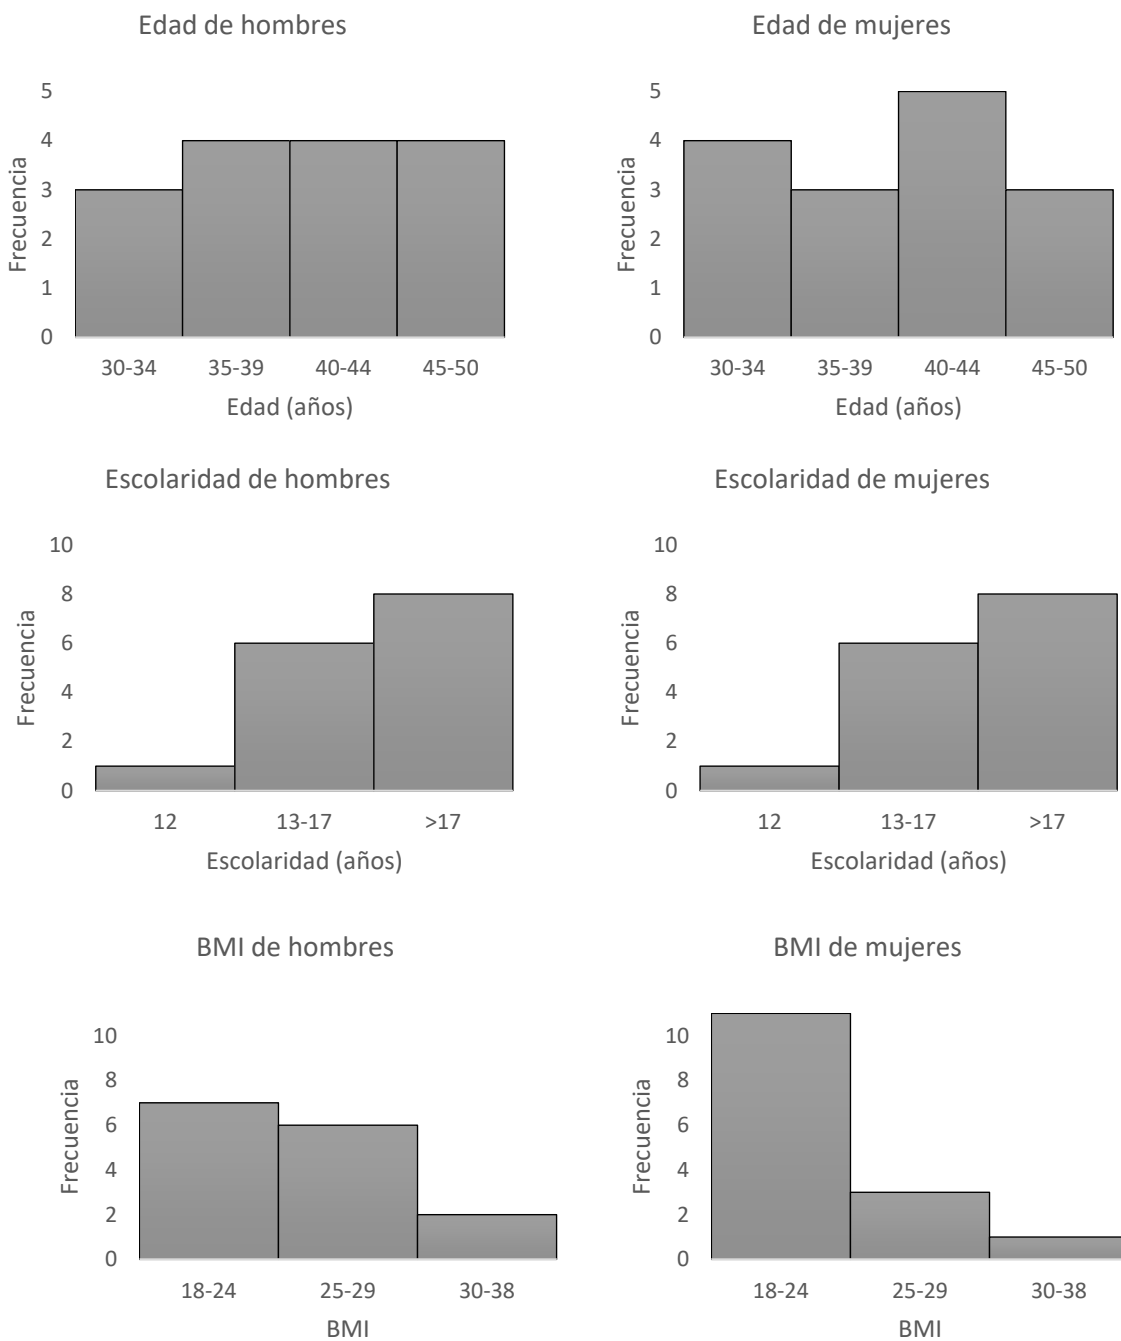 Edad de hombres
5
4
3
2
1
0
Frecuencia
30-34 35-39 40-44 45-50
Edad (años)
Edad de mujeres
5
4
3
2
1
0
Frecuencia
30-34 35-39 40-44 45-50
Edad (años)
Escolaridad de hombres
10
8
6
4
2
0
Frecuencia
12 13-17 >17
Escolaridad (años)
Escolaridad de mujeres
10
8
6
4
2
0
Frecuencia
12 13-17 >17
Escolaridad (años)
BMI de hombres
10
8
6
4
2
0
Frecuencia
18-24 25-29 30-38
BMI
BMI de mujeres
10
8
6
4
2
0
Frecuencia
18-24 25-29 30-38
BMI